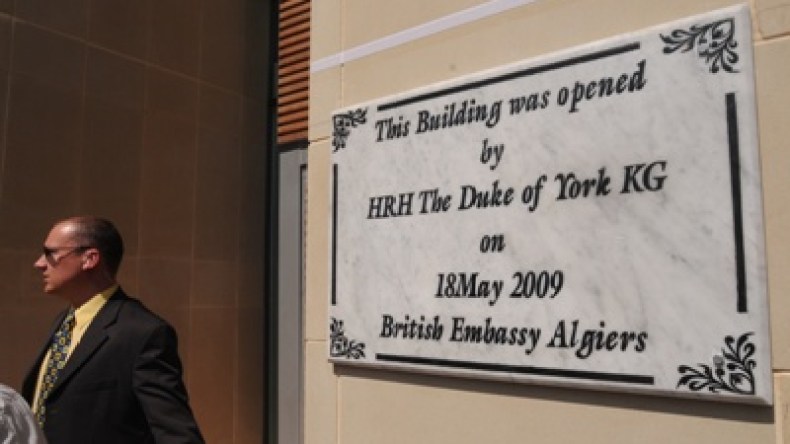 This Building was opened
by
HRH The Duke of York KG
on
18May 2009
British Embassy Algiers